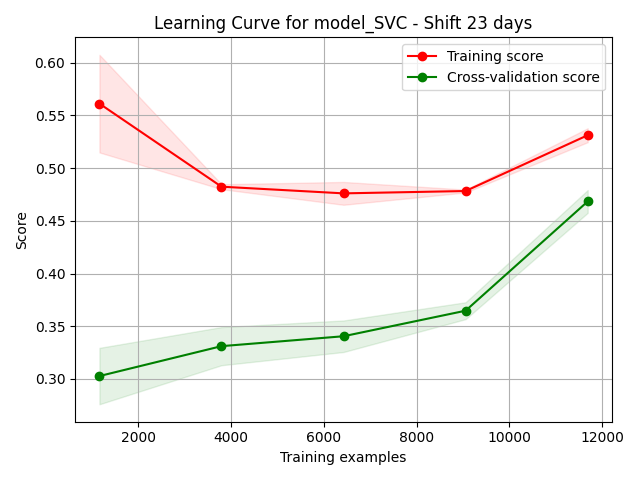 Learning Curve for model_SVC - Shift 23 days
Training score
Cross-validation score
0.60
0.55
0.50
0.45
0.40
0.35
0.30
Score
2000 4000 6000 8000 10000 12000
Training examples